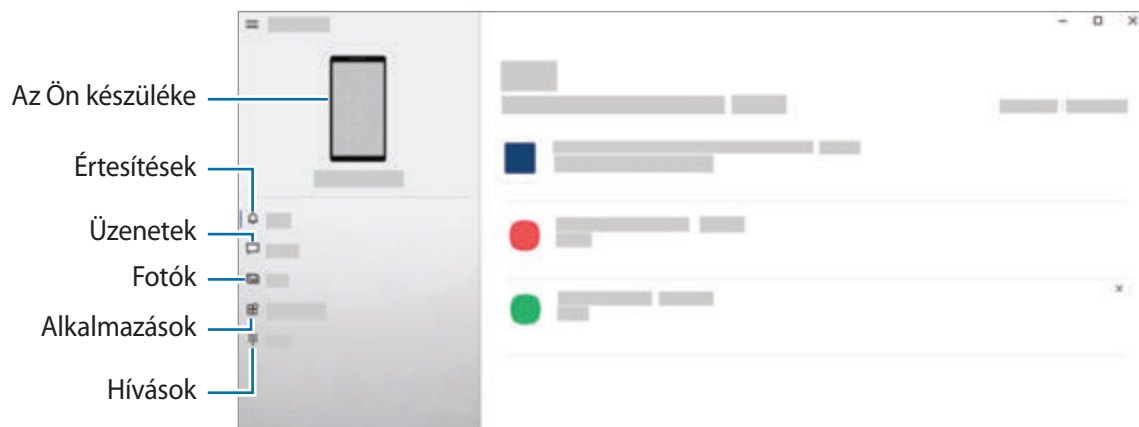 Az Ön készüléke
Értesítések
Üzenetek
Fotók
Alkalmazások
Hívások